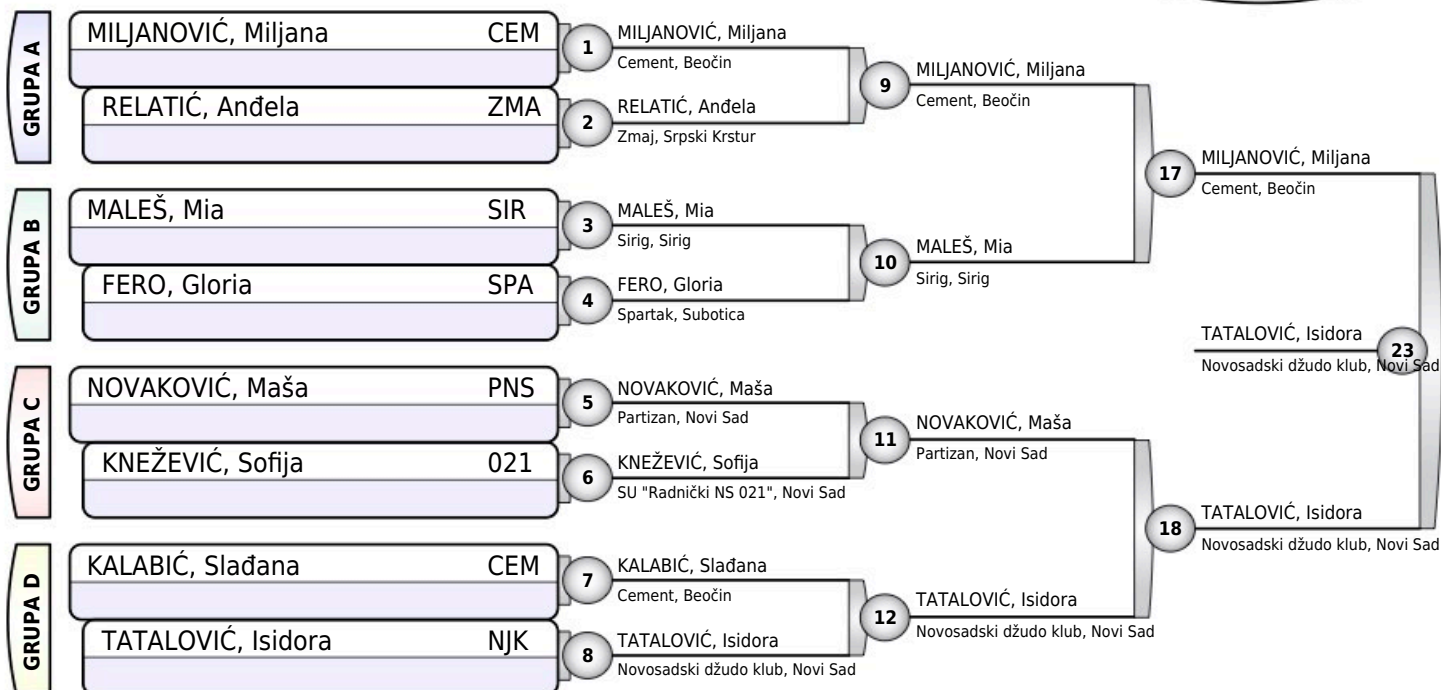 GRUPA A
MILJANOVIĆ, Miljana CEM
RELATIĆ, Anđela ZMA
GRUPA B
MALEŠ, Mia SIR
FERO, Gloria SPA
GRUPA C
NOVAKOVIĆ, Maša PNS
KNEŽEVIĆ, Sofija 021
GRUPA D
KALABIĆ, Slađana CEM
TATALOVIĆ, Isidora NJK
1
MILJANOVIĆ, Miljana
Cement, Beočin
2
RELATIĆ, Anđela
Zmaj, Srpski Krstur
3
MALEŠ, Mia
Sirig, Sirig
4
FERO, Gloria
Spartak, Subotica
5
NOVAKOVIĆ, Maša
Partizan, Novi Sad
6
KNEŽEVIĆ, Sofija
SU "Radnički NS 021", Novi Sad
7
KALABIĆ, Slađana
Cement, Beočin
8
TATALOVIĆ, Isidora
Novosadski džudo klub, Novi Sad
9
MILJANOVIĆ, Miljana
Cement, Beočin
10
MALEŠ, Mia
Sirig, Sirig
11
NOVAKOVIĆ, Maša
Partizan, Novi Sad
12
TATALOVIĆ, Isidora
Novosadski džudo klub, Novi Sad
17
MILJANOVIĆ, Miljana
Cement, Beočin
18
TATALOVIĆ, Isidora
Novosadski džudo klub, Novi Sad
23
TATALOVIĆ, Isidora
Novosadski džudo klub, Novi Sad